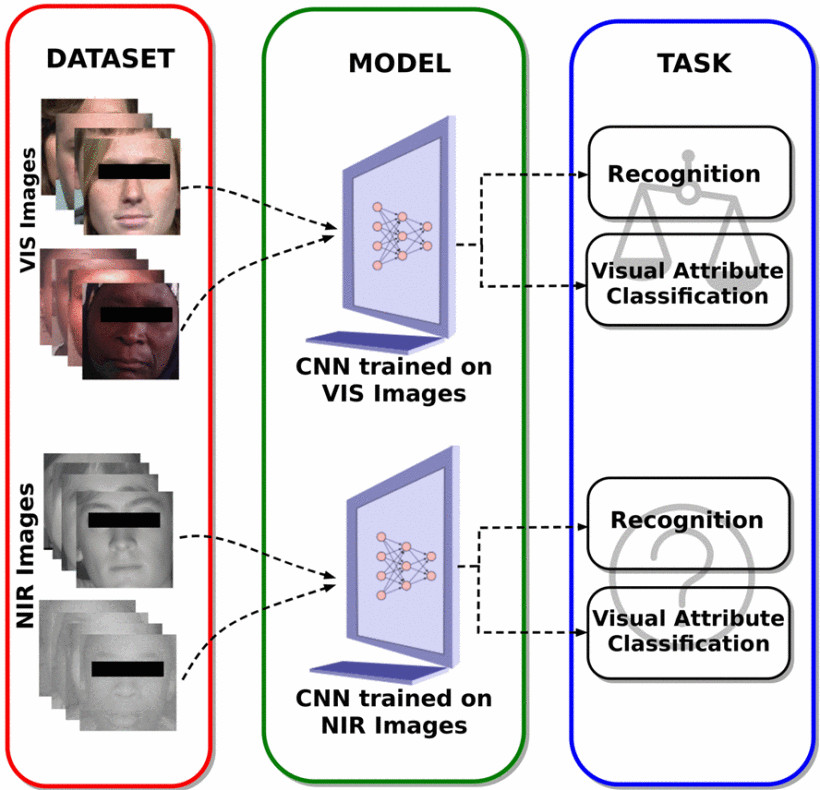 DATASET
MODEL
TASK
VIS Images
Recognition
Visual Attribute
Classification
CNN trained on
VIS Images
NIR Images
Recognition
Visual Attribute
Classification
CNN trained on
NIR Images
?